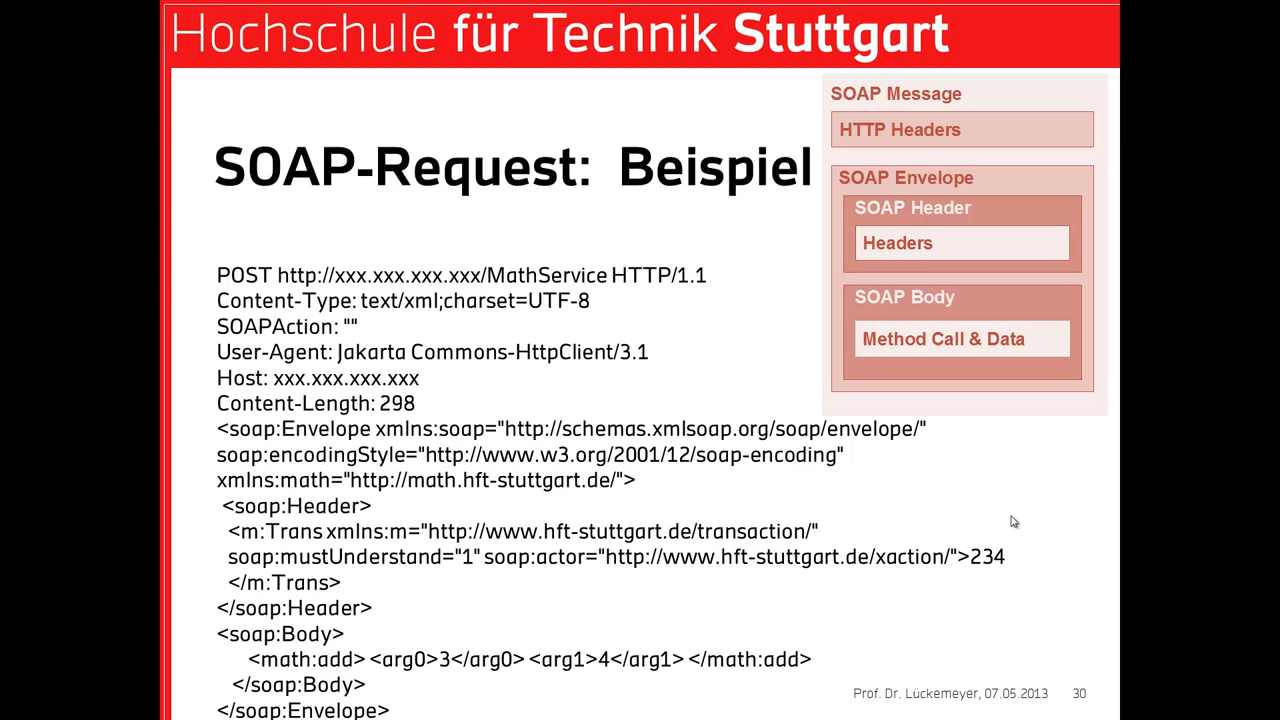 Hochschule für Technik Stuttgart
SOAP-Request: Beispiel
SOAP Message
HTTP Headers
SOAP Envelope
SOAP Header
Headers
SOAP Body
Method Call & Data
POST http://xxx.xxx.xxx.xxx/MathService HTTP/1.1
Content-Type: text/xml;charset=UTF-8
SOAPAction: ""
User-Agent: Jakarta Commons-HttpClient/3.1
Host: xxx.xxx.xxx.xxx
Content-Length: 298
<soap:Envelope xmlns:soap="http://schemas.xmlsoap.org/soap/envelope/"
soap:encodingStyle="http://www.w3.org/2001/12/soap-encoding"
xmlns:math="http://math.hft-stuttgart.de/">
<soap:Header>
<m:Trans xmlns:m="http://www.hft-stuttgart.de/transaction/"
soap:mustUnderstand="1" soap:actor="http://www.hft-stuttgart.de/xaction/">234
</m:Trans>
</soap:Header>
<soap:Body>
<math:add> <arg0>3</arg0> <arg1>4</arg1> </math:add>
</soap:Body>
</soap:Envelope>
Prof. Dr. Lückemeyer, 07.05.2013 30